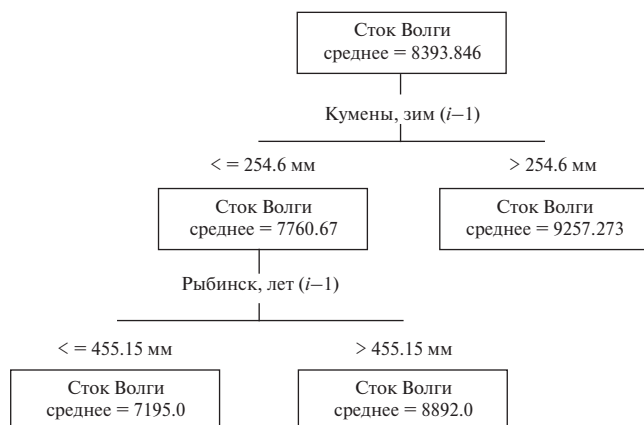 Сток Волги
среднее = 8393.846
Кумены, зим (i–1)
< = 254.6 мм
> 254.6 мм
Сток Волги
среднее = 7760.67
Сток Волги
среднее = 9257.273
Рыбинск, лет (i–1)
< = 455.15 мм
> 455.15 мм
Сток Волги
среднее = 7195.0
Сток Волги
среднее = 8892.0